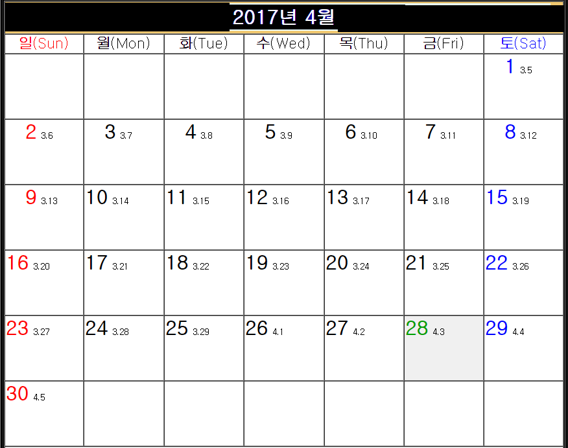 2017년 4월
일(Sun) 월(Mon) 화(Tue) 수(Wed) 목(Thu) 금(Fri) 토(Sat)
1 3.5
2 3.6 3 3.7 4 3.8 5 3.9 6 3.10 7 3.11 8 3.12
9 3.13 10 3.14 11 3.15 12 3.16 13 3.17 14 3.18 15 3.19
16 3.20 17 3.21 18 3.22 19 3.23 20 3.24 21 3.25 22 3.26
23 3.27 24 3.28 25 3.29 26 4.1 27 4.2 28 4.3 29 4.4
30 4.5